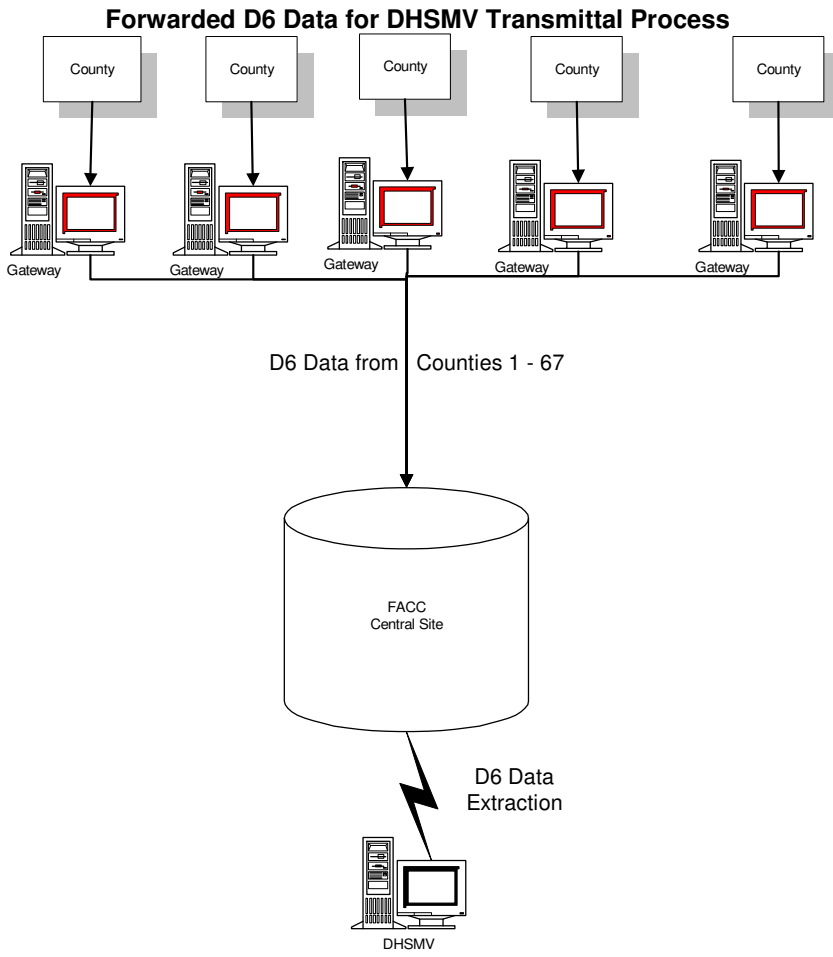 Forwarded D6 Data for DHSMV Transmittal Process
County
County
County
County
County
Gateway
Gateway
Gateway
Gateway
Gateway
D6 Data from Counties 1 - 67
FACC
Central Site
D6 Data
Extraction
DHSMV